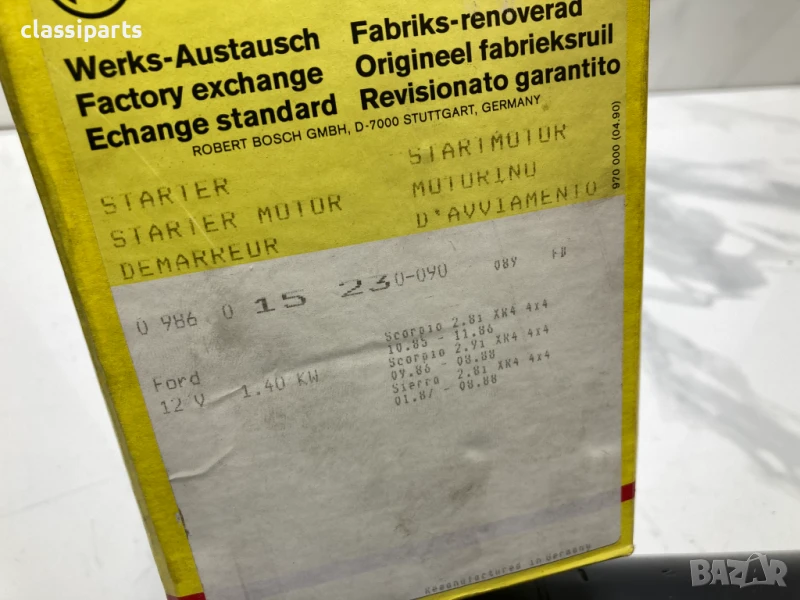 classiparts
Werks-Austausch
Factory exchange
Echange standard
Fabriks-renoverad
Origineel fabrieksruil
Revisionato garantito
ROBERT BOSCH GMBH, D-7000 STUTTGART, GERMANY
970 000 (04.90)
STARTER
STARTER MOTOR
DEMARREUR
STARTMOTOR
MOTORINO
D'AVVIAMENTO
0 986 0 15 230-090 089 FB
Ford
12 V 1.40 KW
Scorpio 2.8i XR4 4x4
10.85 - 11.86
Scorpio 2.9i XR4 4x4
09.86 - 08.88
Sierra 2.8i XR4 4x4
01.87 - 08.88
Remanufactured in Germany
BAZAR